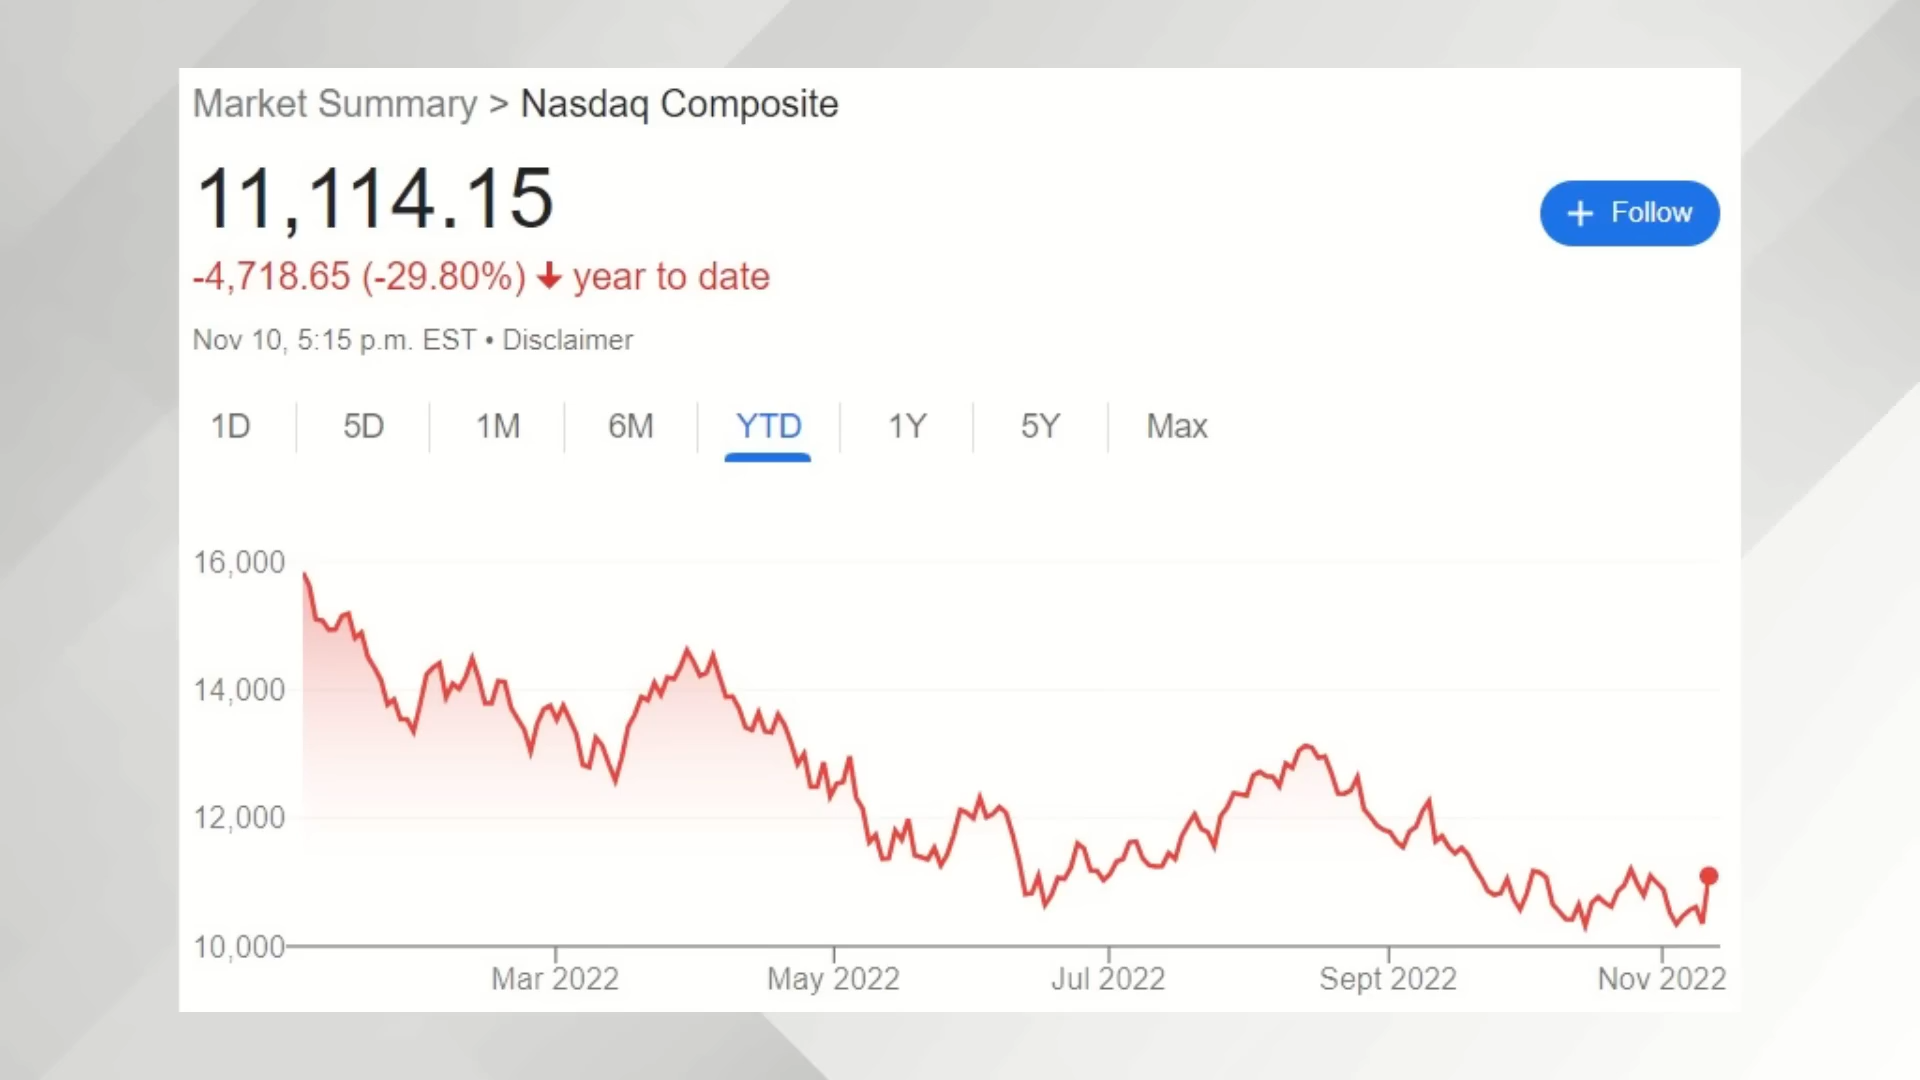 Market Summary > Nasdaq Composite
11,114.15
+ Follow
-4,718.65 (-29.80%) ↓ year to date
Nov 10, 5:15 p.m. EST • Disclaimer
1D 5D 1M 6M YTD 1Y 5Y Max
16,000
14,000
12,000
10,000
Mar 2022 May 2022 Jul 2022 Sept 2022 Nov 2022